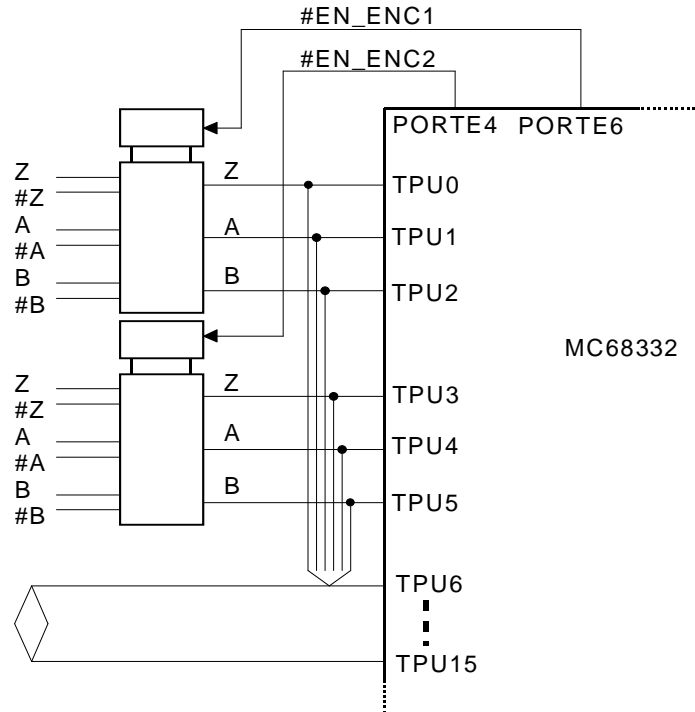 #EN_ENC1
#EN_ENC2
PORTE4 PORTE6
Z
#Z
A
#A
B
#B
Z
A
B
TPU0
TPU1
TPU2
MC68332
Z
#Z
A
#A
B
#B
Z
A
B
TPU3
TPU4
TPU5
TPU6
TPU15